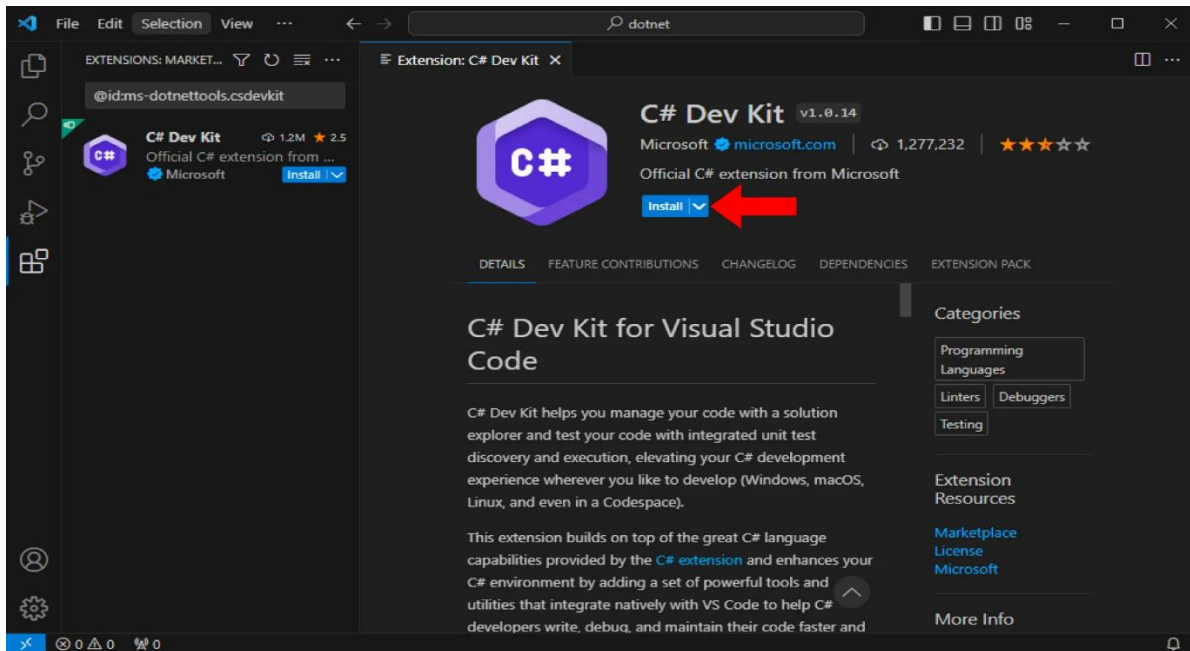 File Edit Selection View ··· dotnet
EXTENSIONS: MARKET...
@id:ms-dotnettools.csdevkit
C#
C# Dev Kit 1.2M 2.5
Official C# extension from ...
Microsoft Install
Extension: C# Dev Kit
C#
C# Dev Kit v1.0.14
Microsoft microsoft.com 1,277,232
Official C# extension from Microsoft
Install
DETAILS FEATURE CONTRIBUTIONS CHANGELOG DEPENDENCIES EXTENSION PACK
C# Dev Kit for Visual Studio
Code
C# Dev Kit helps you manage your code with a solution
explorer and test your code with integrated unit test
discovery and execution, elevating your C# development
experience wherever you like to develop (Windows, macOS,
Linux, and even in a Codespace).
This extension builds on top of the great C# language
capabilities provided by the C# extension and enhances your
C# environment by adding a set of powerful tools and
utilities that integrate natively with VS Code to help C#
developers write, debug, and maintain their code faster and
Categories
Programming
Languages
Linters Debuggers
Testing
Extension
Resources
Marketplace
License
Microsoft
More Info
0 0 0